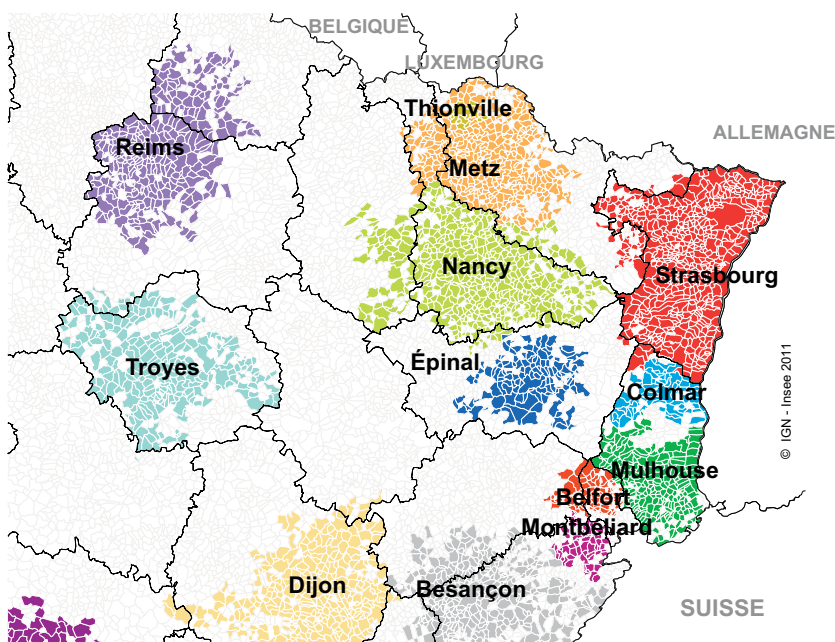 BELGIQUE
LUXEMBOURG
Thionville
ALLEMAGNE
Reims
Metz
Nancy
Strasbourg
Troyes
Épinal
Colmar
© IGN - Insee 2011
Mulhouse
Belfort
Montbéliard
Dijon
Besançon
SUISSE